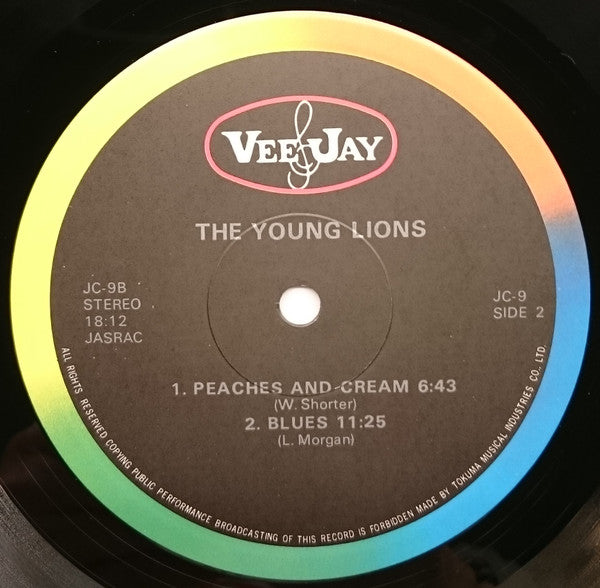 VEE JAY
THE YOUNG LIONS
JC-9B
STEREO
18:12
JASRAC
JC-9
SIDE 2
1. PEACHES AND CREAM 6:43
(W. Shorter)
2. BLUES 11:25
(L. Morgan)
ALL RIGHTS RESERVED COPYING PUBLIC PERFORMANCE BROADCASTING OF THIS RECORD IS FORBIDDEN MADE BY TOKUMA MUSICAL INDUSTRIES CO. LTD.